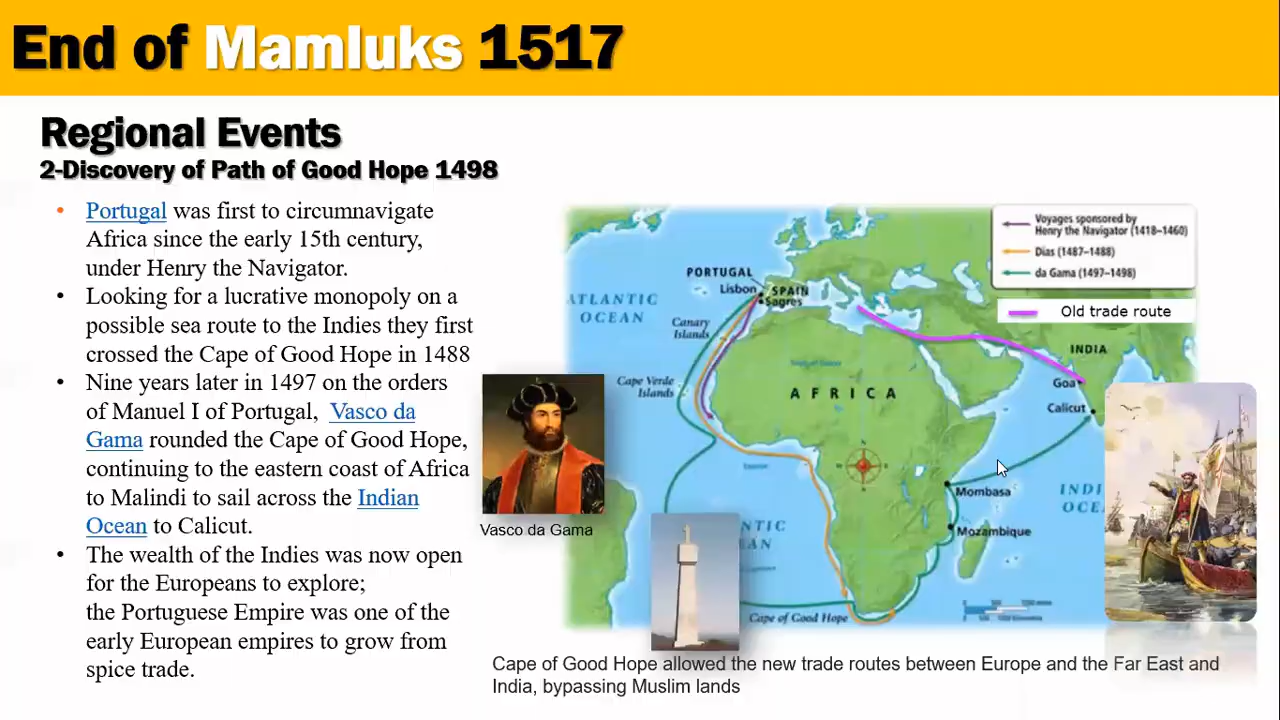 End of Mamluks 1517
Regional Events
2-Discovery of Path of Good Hope 1498
• Portugal was first to circumnavigate
Africa since the early 15th century,
under Henry the Navigator.
• Looking for a lucrative monopoly on a
possible sea route to the Indies they first
crossed the Cape of Good Hope in 1488
• Nine years later in 1497 on the orders
of Manuel I of Portugal, Vasco da
Gama rounded the Cape of Good Hope,
continuing to the eastern coast of Africa
to Malindi to sail across the Indian
Ocean to Calicut.
• The wealth of the Indies was now open
for the Europeans to explore;
the Portuguese Empire was one of the
early European empires to grow from
spice trade.
Voyages sponsored by
Henry the Navigator (1418–1460)
Dias (1487–1488)
da Gama (1497–1498)
Old trade route
PORTUGAL
Lisbon
SPAIN
Sagres
ATLANTIC
OCEAN
Canary
Islands
INDIA
Goa
Cape Verde
Islands
AFRICA
Calicut
N
Mombasa
INDI
OCE
Vasco da Gama
NTIC
AN
Mozambique
Cape of Good Hope
Cape of Good Hope allowed the new trade routes between Europe and the Far East and
India, bypassing Muslim lands